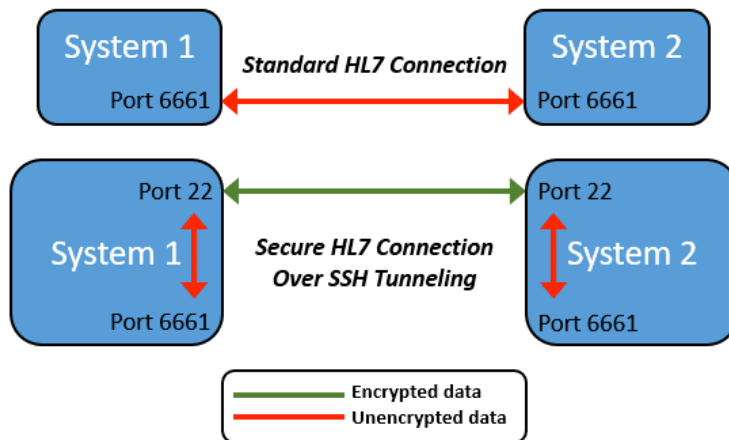 System 1
System 2
Standard HL7 Connection
Port 6661
Port 6661
Port 22
Port 22
System 1
Secure HL7 Connection
Over SSH Tunneling
System 2
Port 6661
Port 6661
Encrypted data
Unencrypted data